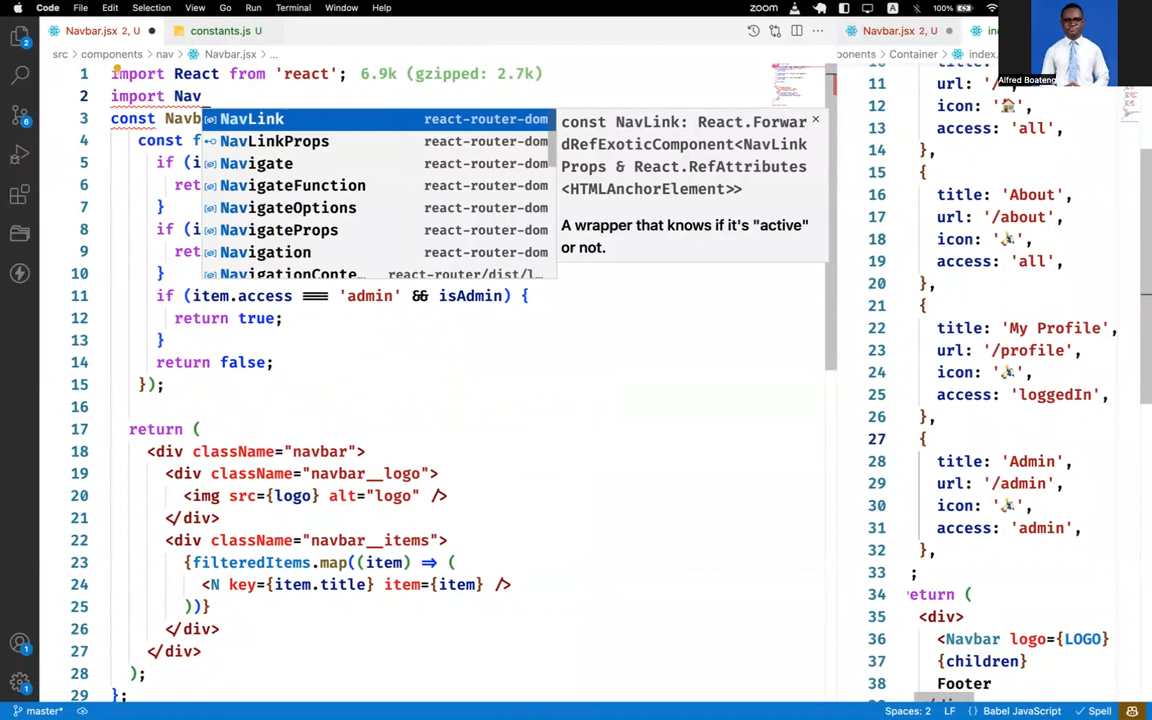 Code File Edit Selection View Go Run Terminal Window Help
zoom A 100%
Alfred Boateng
Navbar.jsx 2, U
constants.js U
Navbar.jsx 2, U
src > components > nav > Navbar.jsx > ...
ponents > Container >
1 import React from 'react'; 6.9k (gzipped: 2.7k)
2 import Nav
3 const Navb
4 const f
5 if (i
6 ret
7 }
8 if (i
9 ret
10 }
11 if (item.access === 'admin' && isAdmin) {
12 return true;
13 }
14 return false;
15 });
16
17 return (
18 <div className="navbar">
19 <div className="navbar__logo">
20 <img src={logo} alt="logo" />
21 </div>
22 <div className="navbar__items">
23 {filteredItems.map((item) => (
24 <N key={item.title} item={item} />
25 ))}
26 </div>
27 </div>
28 );
29 };
NavLink react-router-dom
NavLinkProps react-router-dom
Navigate react-router-dom
NavigateFunction react-router-dom
NavigateOptions react-router-dom
NavigateProps react-router-dom
Navigation react-router-dom
NavigationConte… react-router/dist/l…
const NavLink: React.Forwar
dRefExoticComponent<NavLink
Props & React.RefAttributes
<HTMLAnchorElement>>
A wrapper that knows if it's "active"
or not.
11 url: '/
12 icon: '🏠',
13 access: 'all',
14 },
15 {
16 title: 'About',
17 url: '/about',
18 icon: '',
19 access: 'all',
20 },
21 {
22 title: 'My Profile',
23 url: '/profile',
24 icon: '',
25 access: 'loggedIn',
26 },
27 {
28 title: 'Admin',
29 url: '/admin',
30 icon: '',
31 access: 'admin',
32 },
33 ;
34 return (
35 <div>
36 <Navbar logo={LOGO}
37 {children}
38 Footer
2
1
1
master*
Spaces: 2 LF { } Babel JavaScript ✓ Spell